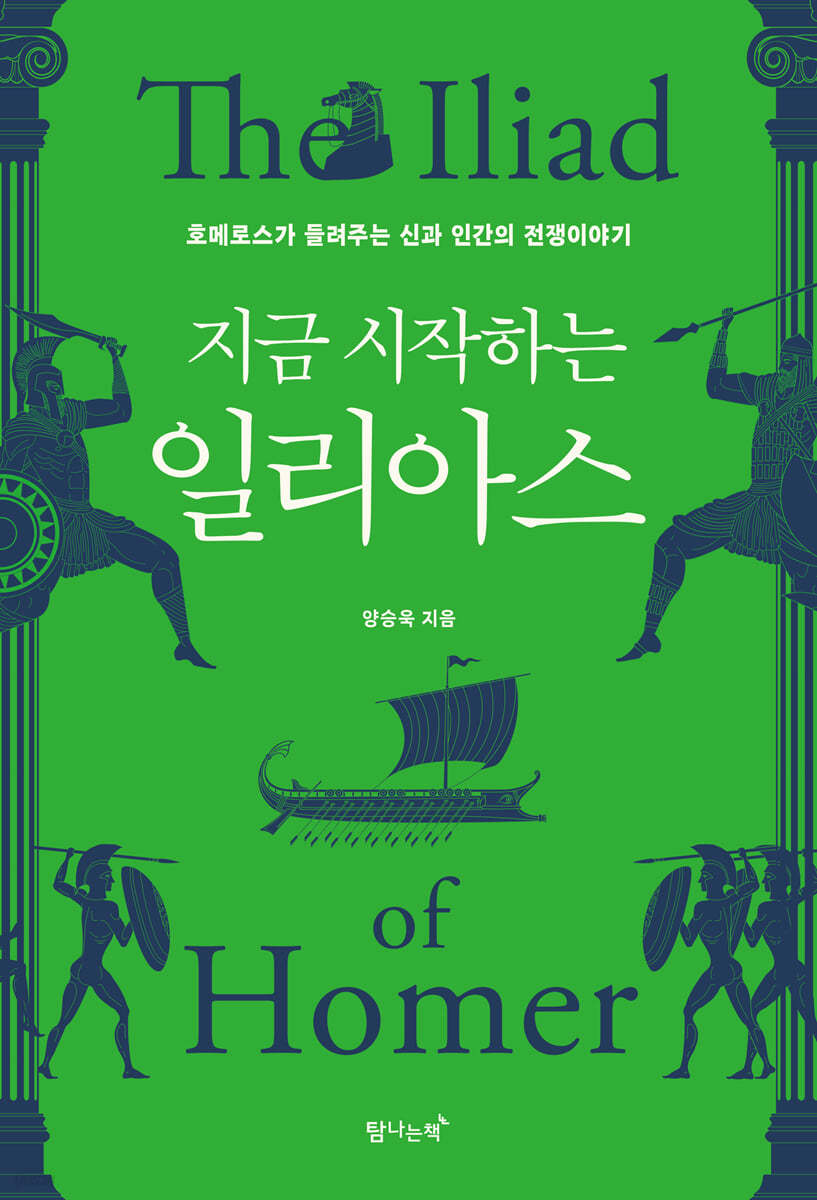 The Iliad
호메로스가 들려주는 신과 인간의 전쟁이야기
지금 시작하는
일리아스
양승욱 지음
of
Homer
탐나는책